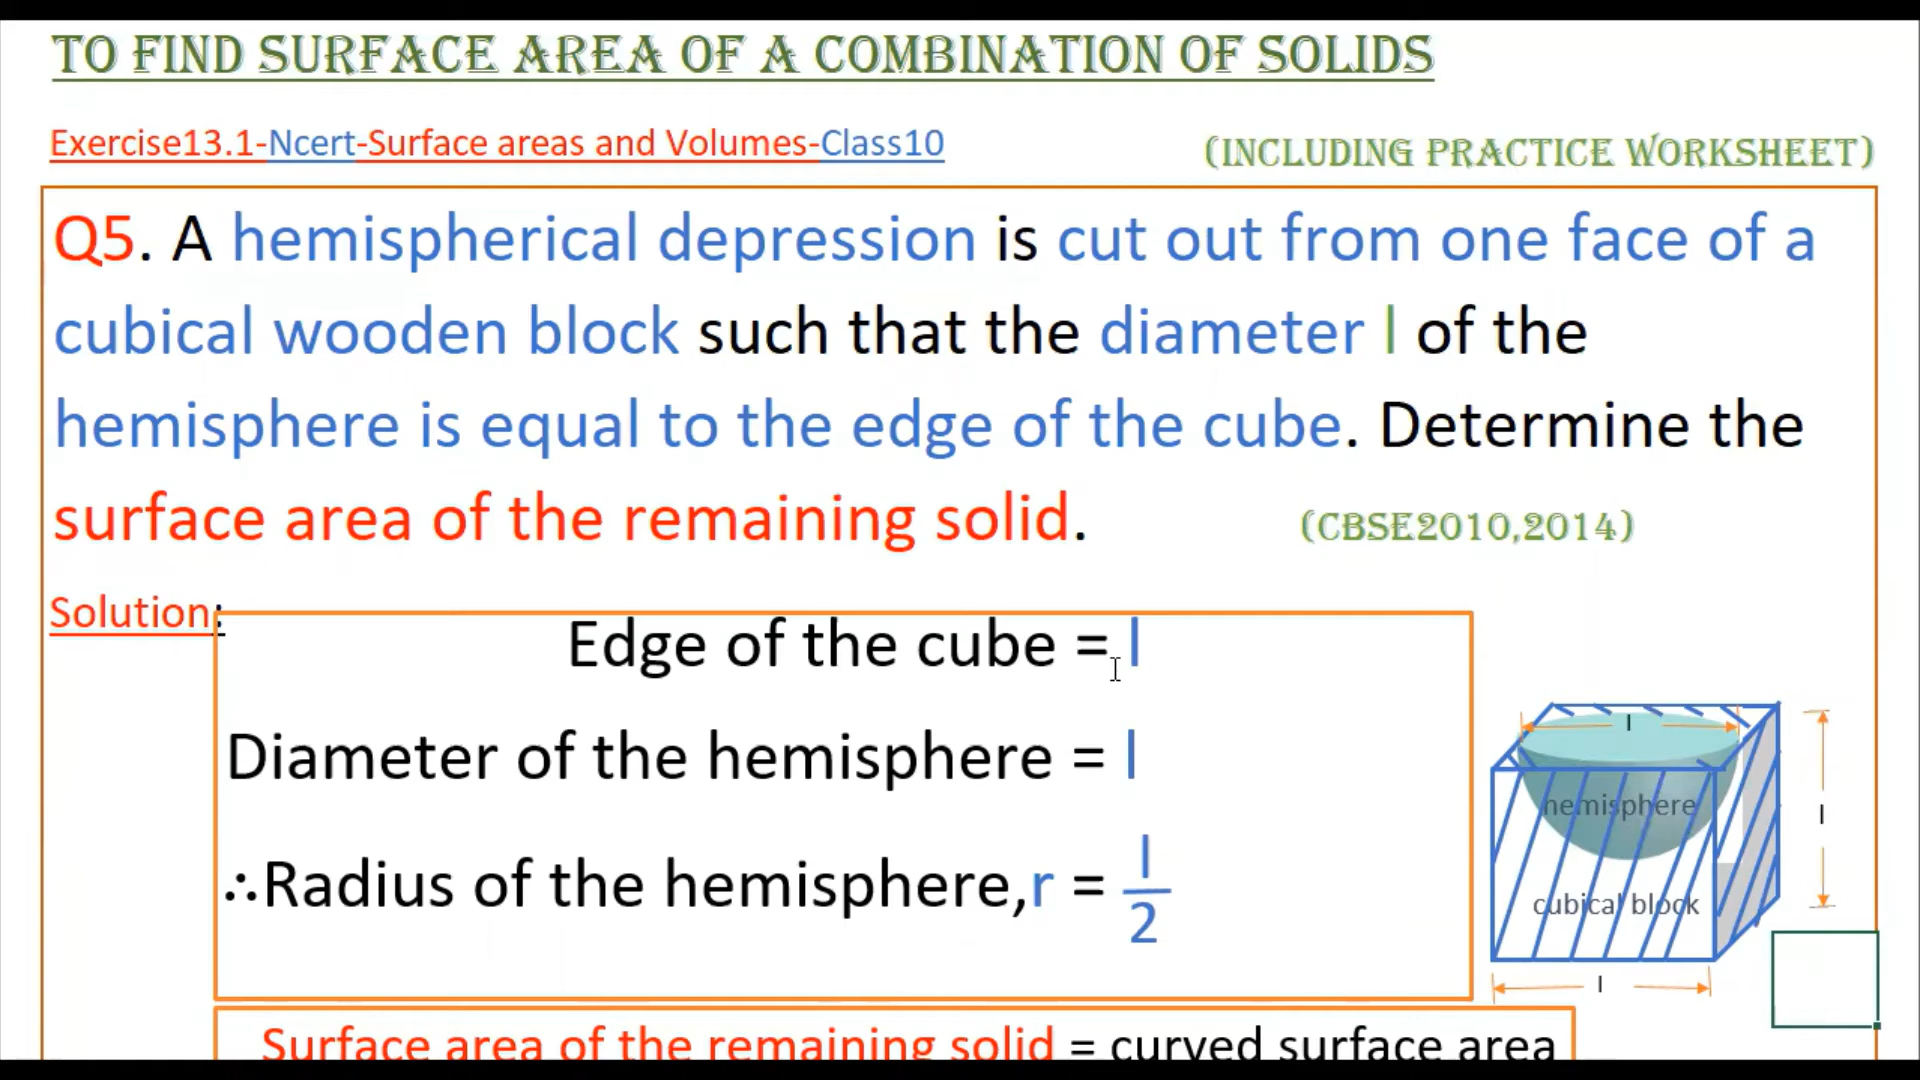 TO FIND SURFACE AREA OF A COMBINATION OF SOLIDS
Exercise13.1-Ncert-Surface areas and Volumes-Class10
(INCLUDING PRACTICE WORKSHEET)
Q5. A hemispherical depression is cut out from one face of a
cubical wooden block such that the diameter l of the
hemisphere is equal to the edge of the cube. Determine the
surface area of the remaining solid.
(CBSE2010,2014)
Solution:
Edge of the cube = l
Diameter of the hemisphere = l
∴Radius of the hemisphere,r = l/2
l
hemisphere
l
cubical block
l
Surface area of the remaining solid = curved surface area